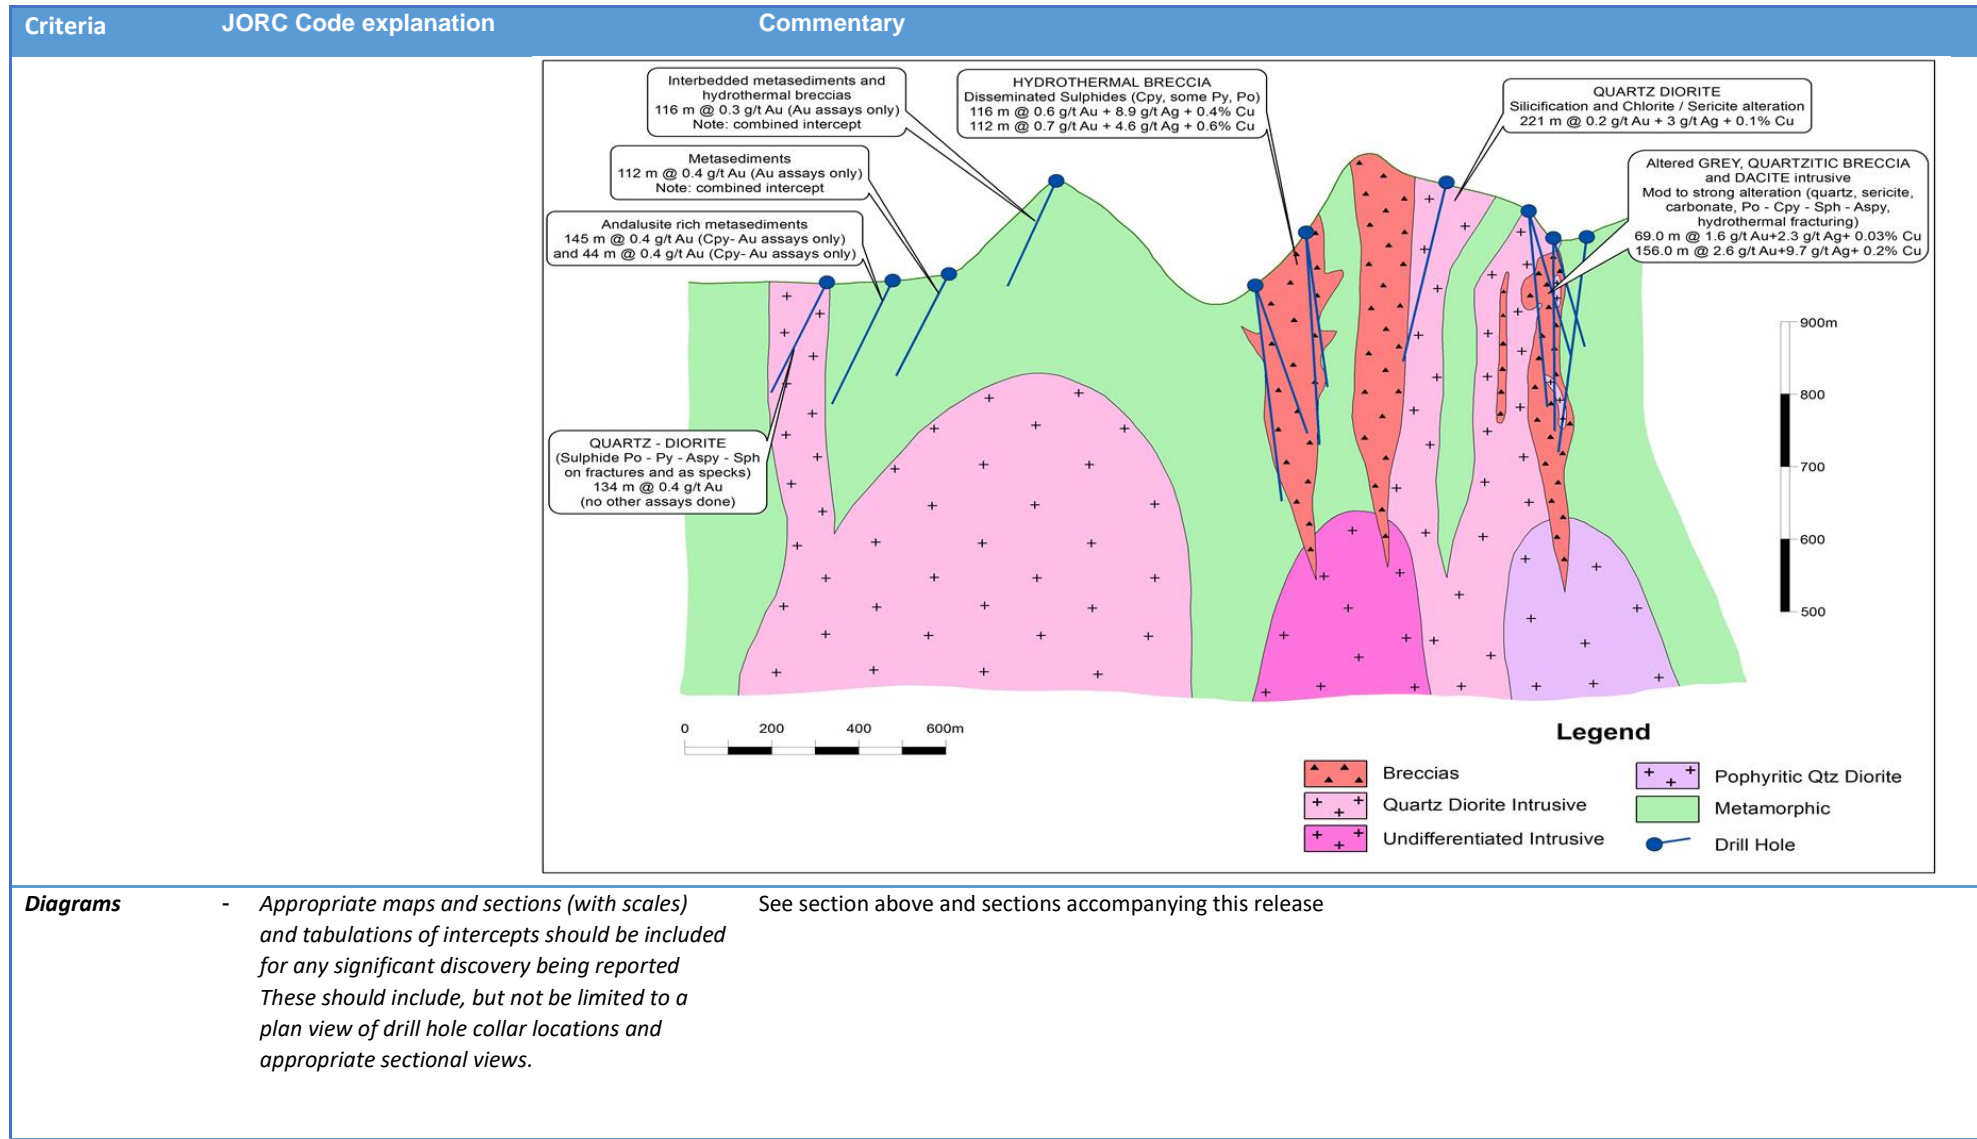 Criteria JORC Code explanation Commentary
Interbedded metasediments and
hydrothermal breccias
116 m @ 0.3 g/t Au (Au assays only)
Note: combined intercept
HYDROTHERMAL BRECCIA
Disseminated Sulphides (Cpy, some Py, Po)
116 m @ 0.6 g/t Au + 8.9 g/t Ag + 0.4% Cu
112 m @ 0.7 g/t Au + 4.6 g/t Ag + 0.6% Cu
QUARTZ DIORITE
Silicification and Chlorite / Sericite alteration
221 m @ 0.2 g/t Au + 3 g/t Ag + 0.1% Cu
Metasediments
112 m @ 0.4 g/t Au (Au assays only)
Note: combined intercept
Altered GREY, QUARTZITIC BRECCIA
and DACITE intrusive
Mod to strong alteration (quartz, sericite,
carbonate, Po - Cpy - Sph - Aspy,
hydrothermal fracturing)
69.0 m @ 1.6 g/t Au+2.3 g/t Ag+ 0.03% Cu
156.0 m @ 2.6 g/t Au+9.7 g/t Ag+ 0.2% Cu
Andalusite rich metasediments
145 m @ 0.4 g/t Au (Cpy- Au assays only)
and 44 m @ 0.4 g/t Au (Cpy- Au assays only)
QUARTZ - DIORITE
(Sulphide Po - Py - Aspy - Sph
on fractures and as specks)
134 m @ 0.4 g/t Au
(no other assays done)
900m
800
700
600
500
0 200 400 600m
Legend
Breccias
Quartz Diorite Intrusive
Undifferentiated Intrusive
Pophyritic Qtz Diorite
Metamorphic
Drill Hole
Diagrams - Appropriate maps and sections (with scales) See section above and sections accompanying this release
and tabulations of intercepts should be included
for any significant discovery being reported
These should include, but not be limited to a
plan view of drill hole collar locations and
appropriate sectional views.